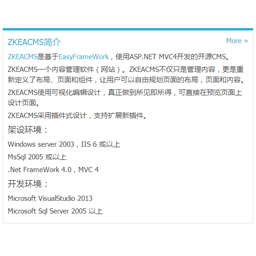 ZKEACMS简介
More »
ZKEACMS是基于EasyFrameWork，使用ASP.NET MVC4开发的开源CMS。
ZKEACMS一个内容管理软件（网站）。ZKEACMS不仅只是管理内容，更是重
新定义了布局、页面和组件，让用户可以自由规划页面的布局，页面和内容。
ZKEACMS使用可视化编辑设计，真正做到所见即所得，可直接在预览页面上
设计页面。
ZKEACMS采用插件式设计，支持扩展新插件。
架设环境：
Windows server 2003，IIS 6 或以上
MsSql 2005 或以上
.Net FrameWork 4.0，MVC 4
开发环境：
Microsoft VisualStudio 2013
Microsoft Sql Server 2005 以上